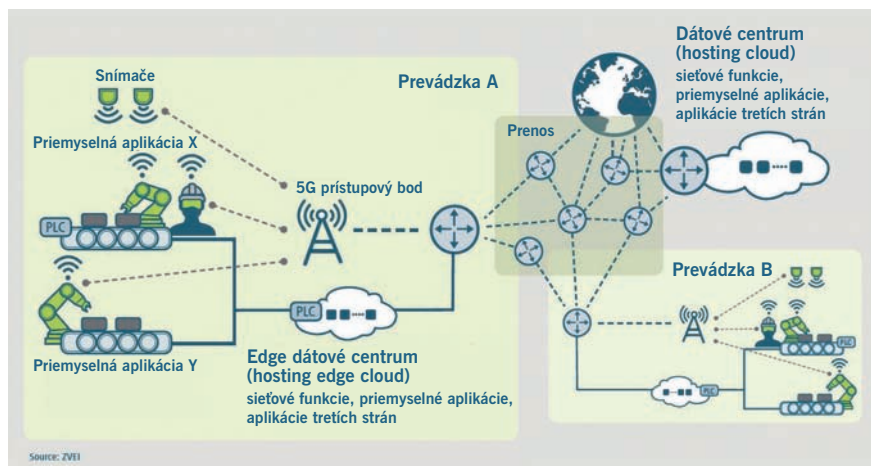 Snímače
Prevádzka A
Priemyselná aplikácia X
PLC
5G prístupový bod
Priemyselná aplikácia Y
PLC
Edge dátové centrum
(hosting edge cloud)
sieťové funkcie, priemyselné aplikácie,
aplikácie tretích strán
Prenos
Dátové centrum
(hosting cloud)
sieťové funkcie,
priemyselné aplikácie,
aplikácie tretích strán
Prevádzka B
PLC
PLC
Source: ZVEI